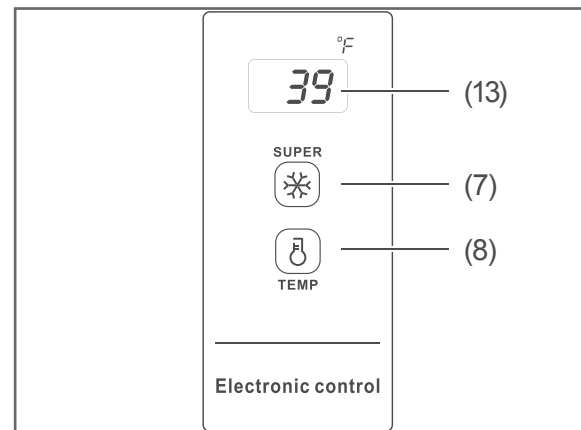 °F
39 (13)
SUPER
(7)
(8)
TEMP
Electronic control